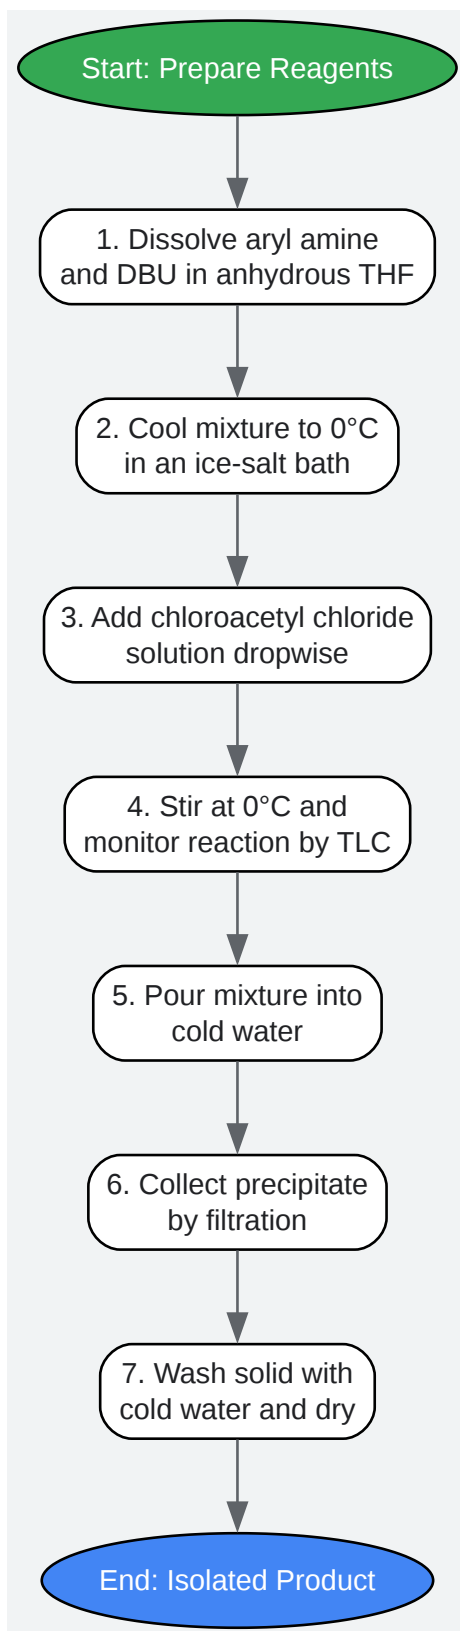 Start: Prepare Reagents
1. Dissolve aryl amine
and DBU in anhydrous THF
2. Cool mixture to 0°C
in an ice-salt bath
3. Add chloroacetyl chloride
solution dropwise
4. Stir at 0°C and
monitor reaction by TLC
5. Pour mixture into
cold water
6. Collect precipitate
by filtration
7. Wash solid with
cold water and dry
End: Isolated Product